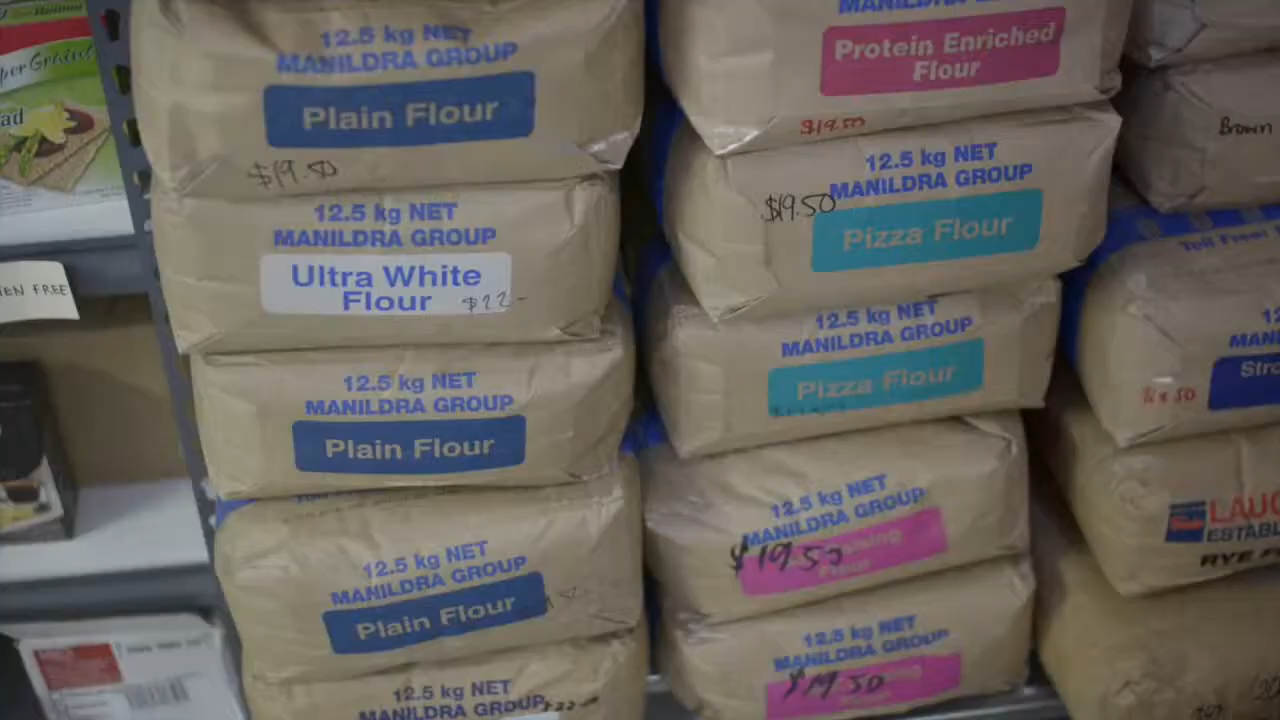 12.5 kg NET
MANILDRA GROUP
Plain Flour
$19.50
12.5 kg NET
MANILDRA GROUP
Ultra White
Flour $22-
12.5 kg NET
MANILDRA GROUP
Plain Flour
12.5 kg NET
MANILDRA GROUP
Plain Flour
12.5 kg NET
MANILDRA GROUP
MANILDRA
Protein Enriched
Flour
$19.50
12.5 kg NET
$19.50 MANILDRA GROUP
Pizza Flour
12.5 kg NET
MANILDRA GROUP
Pizza Flour
12.5 kg NET
MANILDRA GROUP
$19.50
12.5 kg NET
MANILDRA GROUP
$19.50
Brown
RYE
FREE